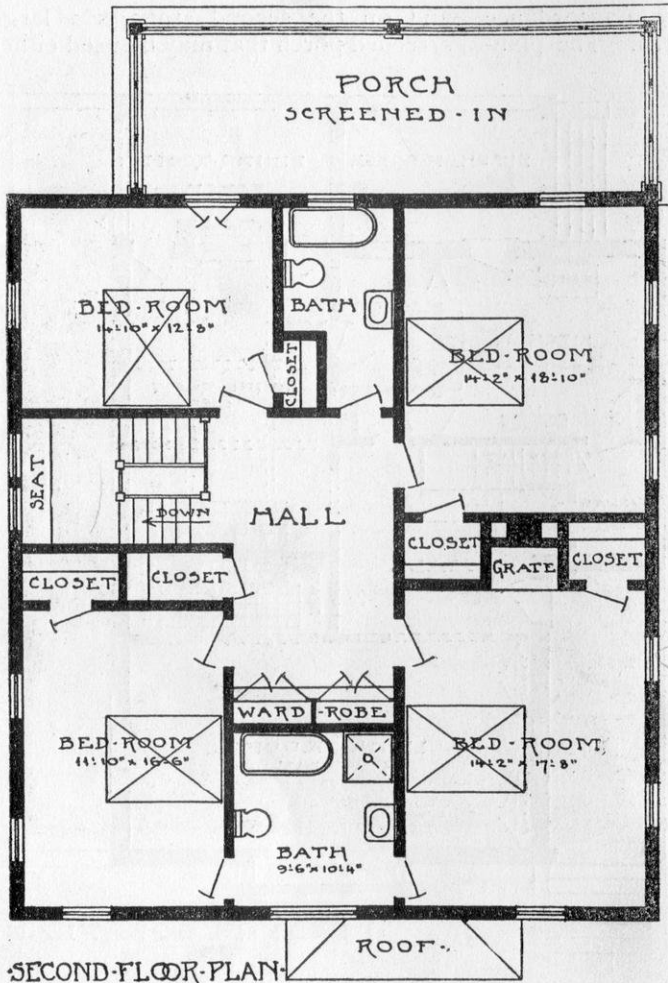 PORCH
SCREENED-IN
BED-ROOM
14'-10" x 12'-8"
BATH
CLOSET
BED-ROOM
14'-2" x 18'-10"
SEAT
DOWN
HALL
CLOSET
CLOSET
CLOSET
GRATE
CLOSET
WARD-ROBE
BED-ROOM
11'-10" x 16'-6"
BED-ROOM
14'-2" x 17'-8"
BATH
9'-6" x 10'-4"
ROOF.
·SECOND·FLOOR·PLAN·